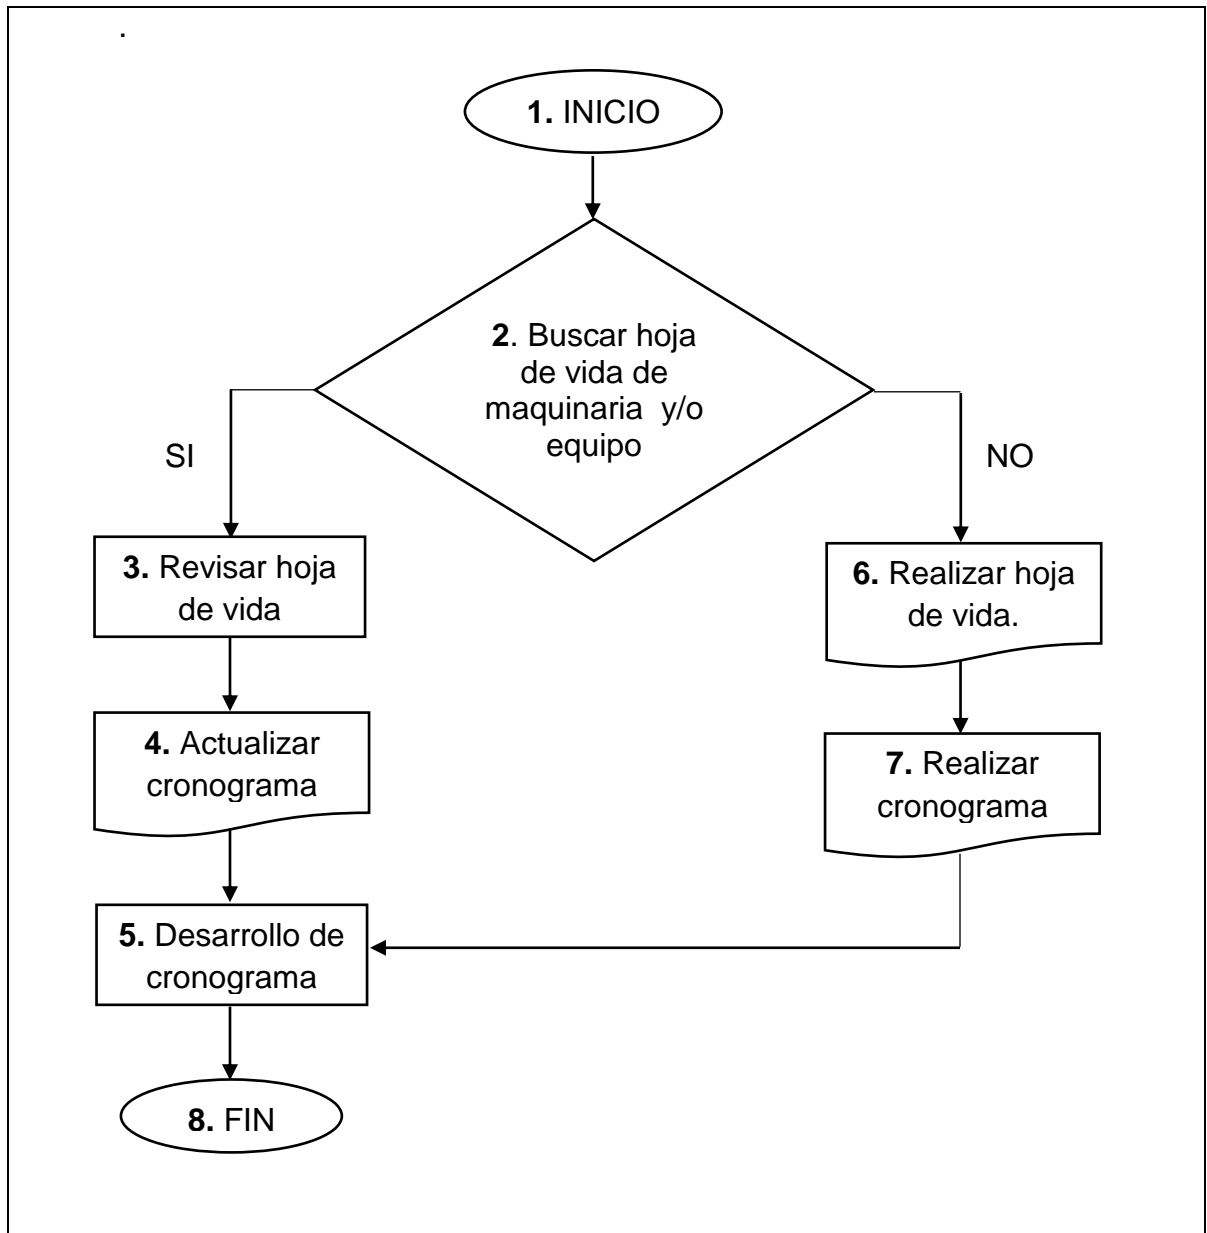 .
1. INICIO
2. Buscar hoja
de vida de
maquinaria y/o
equipo
SI
NO
3. Revisar hoja
de vida
6. Realizar hoja
de vida.
4. Actualizar
cronograma
7. Realizar
cronograma
5. Desarrollo de
cronograma
8. FIN